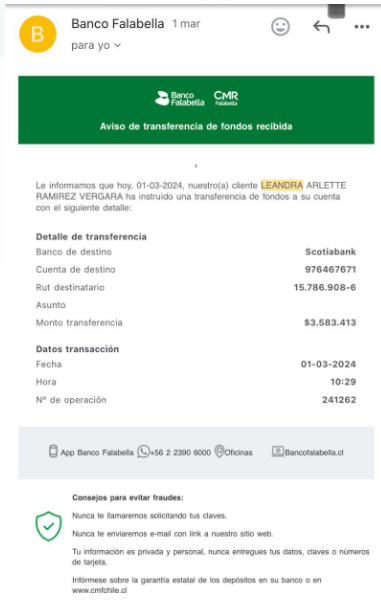 B
Banco Falabella 1 mar
para yo
Banco Falabella
CMR Falabella
Aviso de transferencia de fondos recibida
,
Le informamos que hoy, 01-03-2024, nuestro(a) cliente LEANDRA ARLETTE
RAMIREZ VERGARA ha instruído una transferencia de fondos a su cuenta
con el siguiente detalle:
Detalle de transferencia
Banco de destino Scotiabank
Cuenta de destino 976467671
Rut destinatario 15.786.908-6
Asunto
Monto transferencia $3.583.413
Datos transacción
Fecha 01-03-2024
Hora 10:29
Nº de operación 241262
App Banco Falabella +56 2 2390 6000 Oficinas Bancofalabella.cl
Consejos para evitar fraudes:
Nunca te llamaremos solicitando tus claves.
Nunca te enviaremos e-mail con link a nuestro sitio web.
Tu información es privada y personal, nunca entregues tus datos, claves o números
de tarjeta.
Infórmese sobre la garantía estatal de los depósitos en su banco o en
www.cmfchile.cl